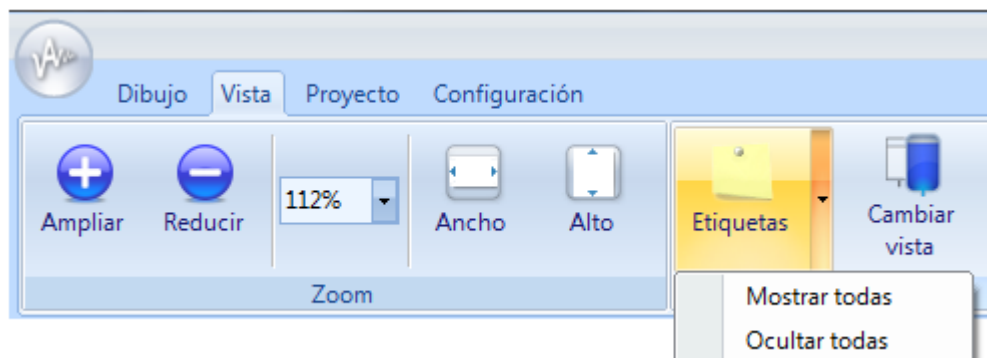 Dibujo Vista Proyecto Configuración
Ampliar Reducir 112% Ancho Alto Etiquetas Cambiar
vista
Zoom
Mostrar todas
Ocultar todas